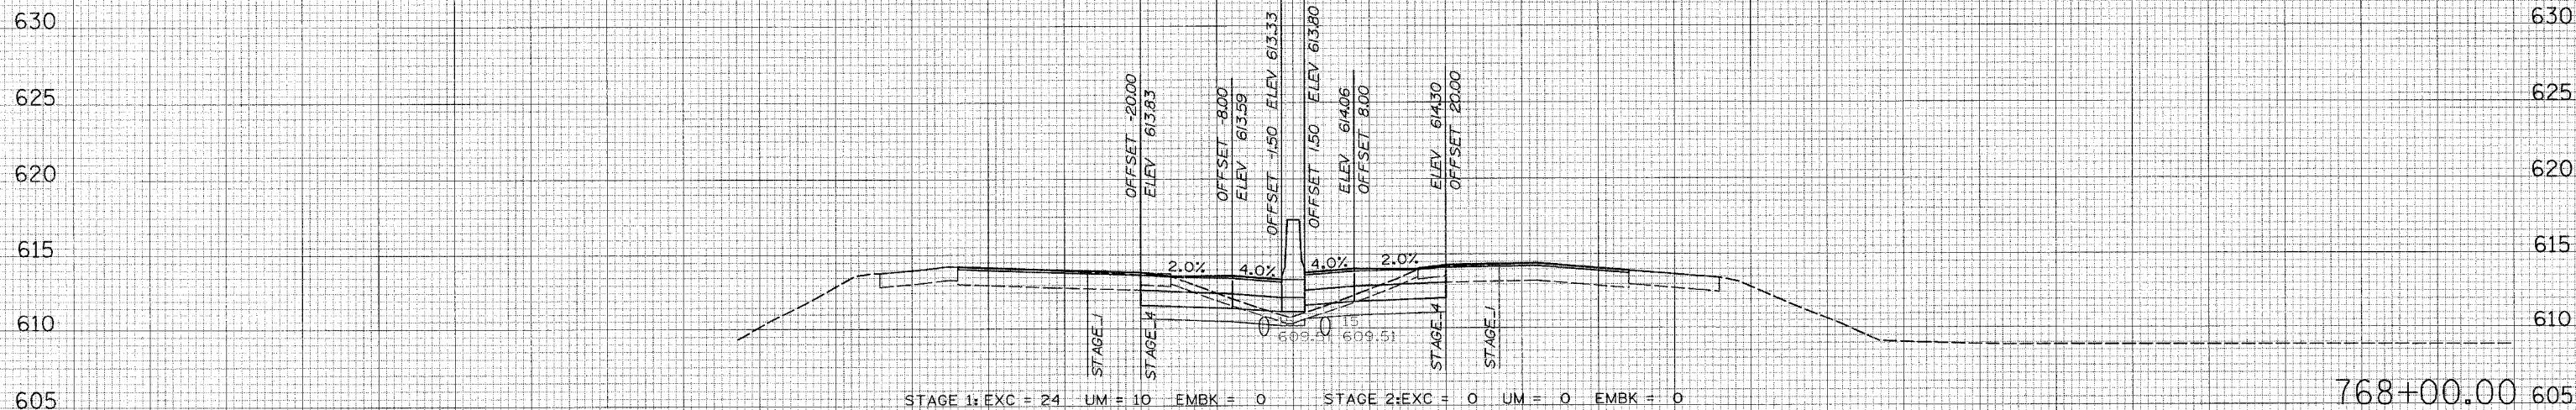 630
625
620
615
610
605
OFFSET -20.00
ELEV 613.83
OFFSET -8.00
ELEV 613.59
OFFSET -1.50 ELEV 613.33
OFFSET 1.50 ELEV 613.80
ELEV 614.06
OFFSET 8.00
ELEV 614.30
OFFSET 20.00
2.0%
4.0%
4.0%
2.0%
15
609.51 609.51
STAGE_1
STAGE_4
STAGE_4
STAGE_1
STAGE 1: EXC = 24 UM = 10 EMBK = 0 STAGE 2:EXC = 0 UM = 0 EMBK = 0
768+00.00
630
625
620
615
610
605